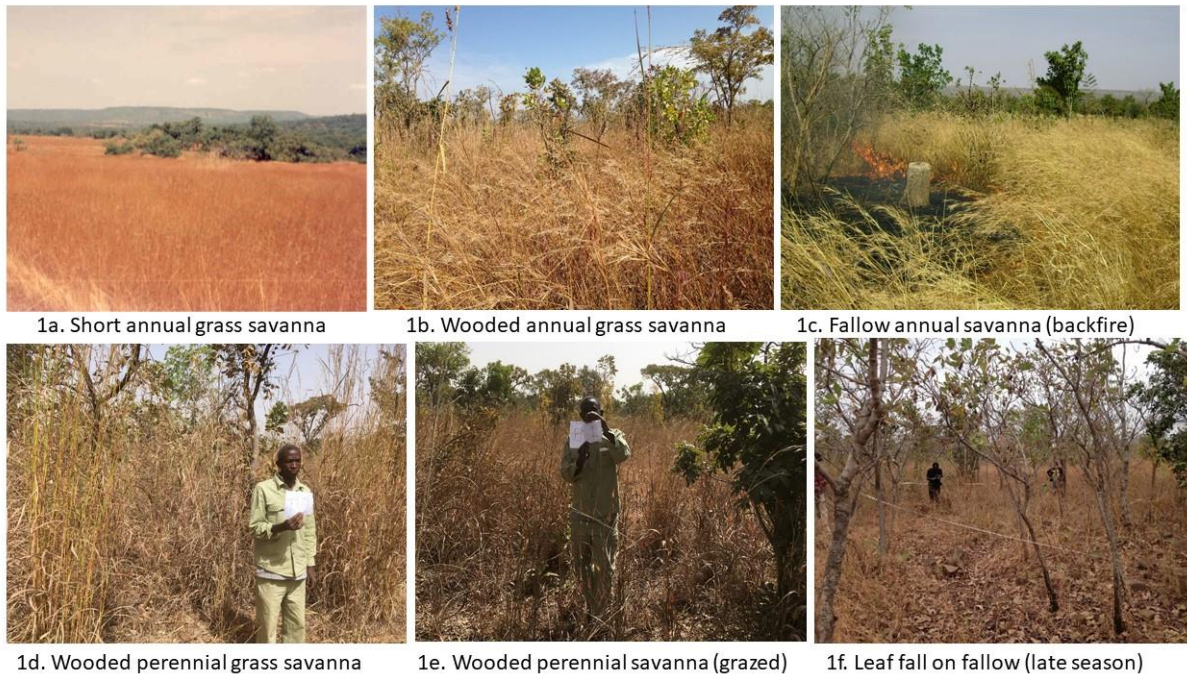 1a. Short annual grass savanna
1b. Wooded annual grass savanna
1c. Fallow annual savanna (backfire)
1d. Wooded perennial grass savanna
1e. Wooded perennial savanna (grazed)
1f. Leaf fall on fallow (late season)